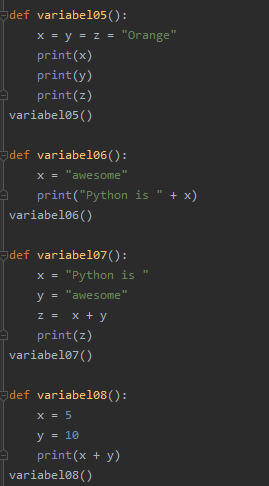 def variabel05():
    x = y = z = "Orange"
    print(x)
    print(y)
    print(z)
variabel05()

def variabel06():
    x = "awesome"
    print("Python is " + x)
variabel06()

def variabel07():
    x = "Python is "
    y = "awesome"
    z =  x + y
    print(z)
variabel07()

def variabel08():
    x = 5
    y = 10
    print(x + y)
variabel08()